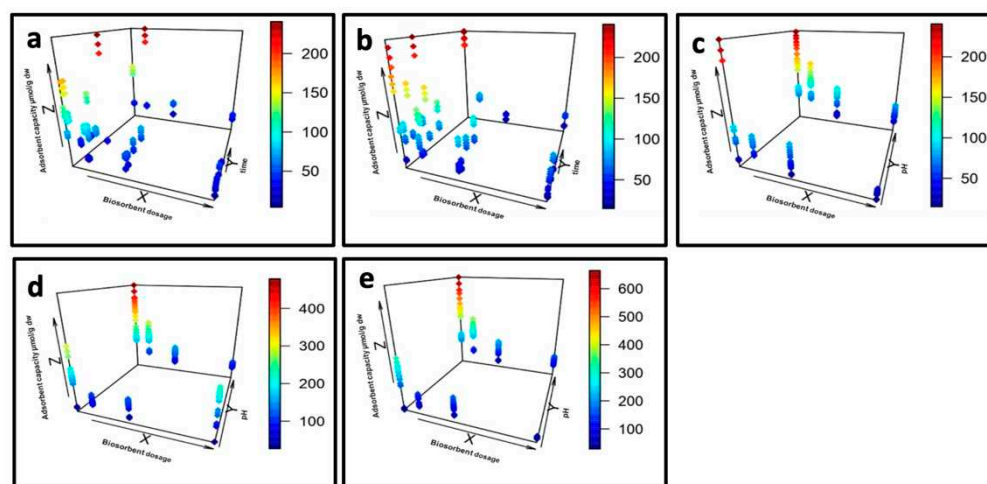 a
Adsorbent capacity µmol/g dw
Z
X
Biosorbent dosage
Y
time
200
150
100
50
b
Adsorbent capacity µmol/g dw
Z
X
Biosorbent dosage
Y
time
200
150
100
50
c
Adsorbent capacity µmol/g dw
Z
X
Biosorbent dosage
Y
pH
200
150
100
50
d
Adsorbent capacity µmol/g dw
Z
X
Biosorbent dosage
Y
pH
400
300
200
100
e
Adsorbent capacity µmol/g dw
Z
X
Biosorbent dosage
Y
pH
600
500
400
300
200
100